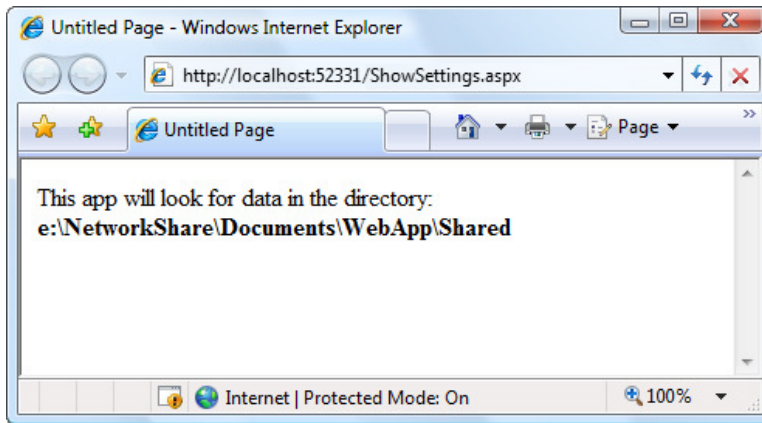 Untitled Page - Windows Internet Explorer
http://localhost:52331/ShowSettings.aspx
Untitled Page
Page
This app will look for data in the directory:
e:\NetworkShare\Documents\WebApp\Shared
Internet | Protected Mode: On
100%